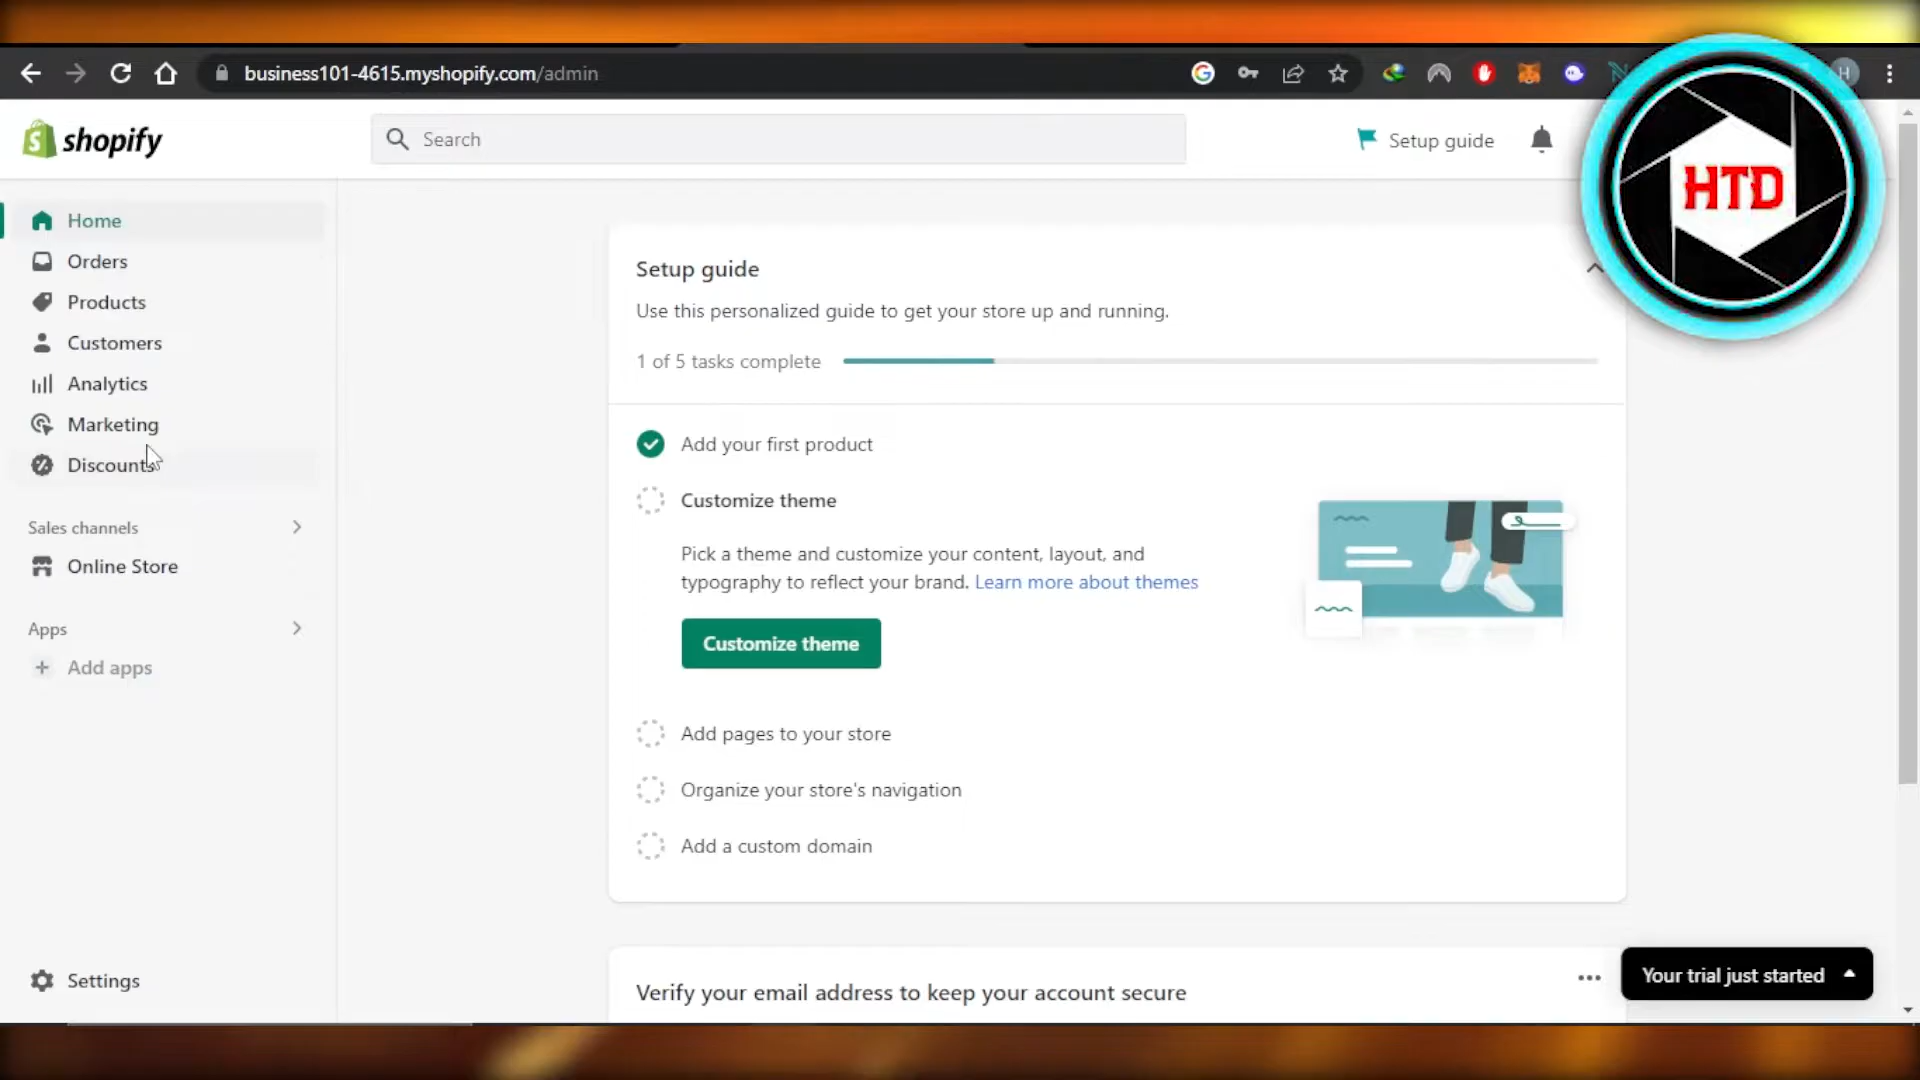 business101-4615.myshopify.com/admin
H
shopify
Search
Setup guide
HTD
Home
Orders
Products
Customers
Analytics
Marketing
Discounts
Sales channels
Online Store
Apps
Add apps
Settings
Setup guide
Use this personalized guide to get your store up and running.
1 of 5 tasks complete
Add your first product
Customize theme
Pick a theme and customize your content, layout, and
typography to reflect your brand. Learn more about themes
Customize theme
Add pages to your store
Organize your store's navigation
Add a custom domain
Verify your email address to keep your account secure
Your trial just started